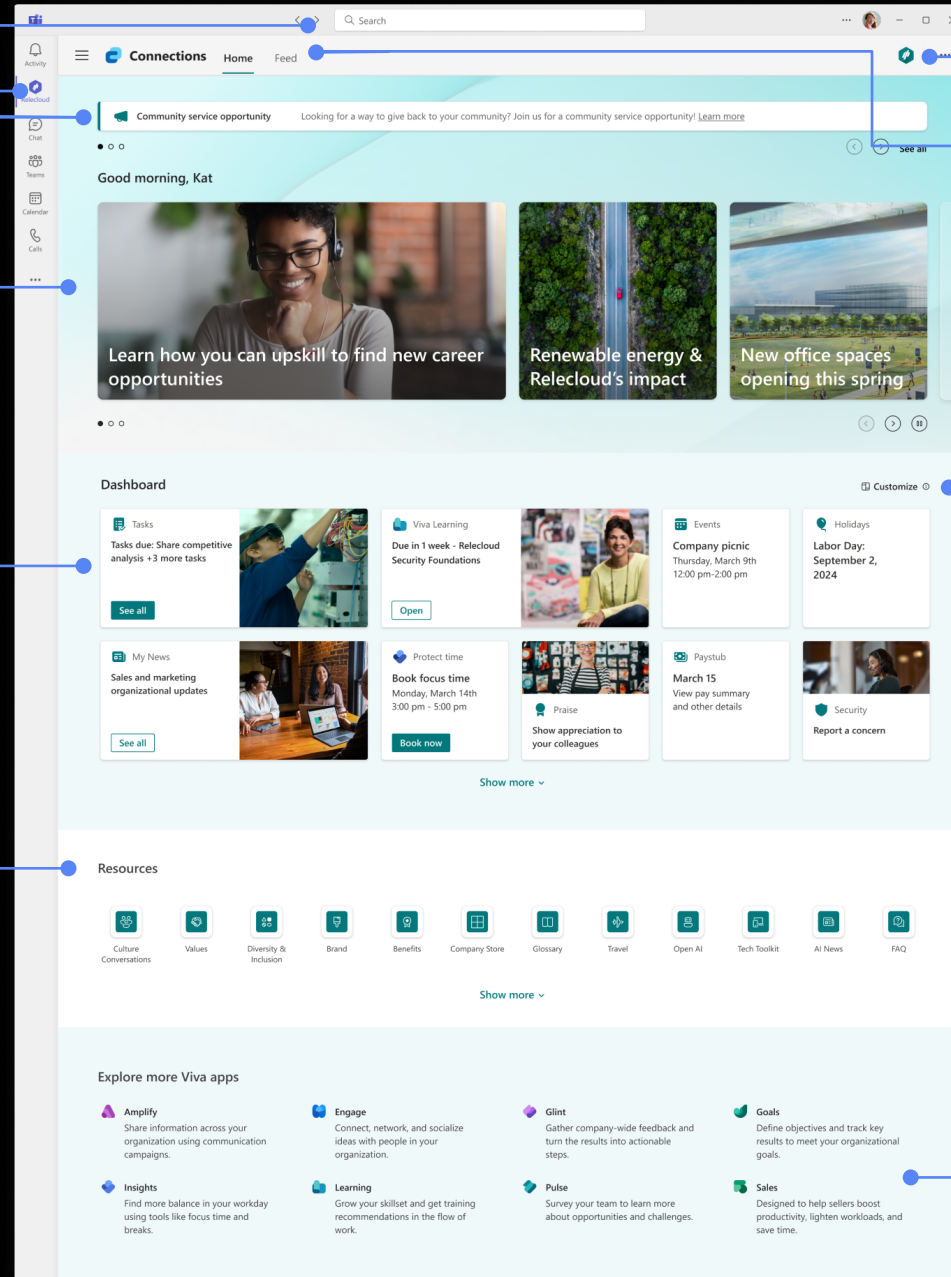 Search
Activity
Relecloud
Chat
Teams
Calendar
Calls
Connections
Home
Feed
Community service opportunity
Looking for a way to give back to your community? Join us for a community service opportunity! Learn more
See all
Good morning, Kat
Learn how you can upskill to find new career
opportunities
Renewable energy &
Relecloud's impact
New office spaces
opening this spring
Dashboard
Customize
Tasks
Tasks due: Share competitive
analysis +3 more tasks
See all
Viva Learning
Due in 1 week - Relecloud
Security Foundations
Open
Events
Company picnic
Thursday, March 9th
12:00 pm-2:00 pm
Holidays
Labor Day:
September 2,
2024
My News
Sales and marketing
organizational updates
See all
Protect time
Book focus time
Monday, March 14th
3:00 pm - 5:00 pm
Book now
Praise
Show appreciation to
your colleagues
Paystub
March 15
View pay summary
and other details
Security
Report a concern
Show more
Resources
Culture
Conversations
Values
Diversity &
Inclusion
Brand
Benefits
Company Store
Glossary
Travel
Open AI
Tech Toolkit
AI News
FAQ
Show more
Explore more Viva apps
Amplify
Share information across your
organization using communication
campaigns.
Engage
Connect, network, and socialize
ideas with people in your
organization.
Glint
Gather company-wide feedback and
turn the results into actionable
steps.
Goals
Define objectives and track key
results to meet your organizational
goals.
Insights
Find more balance in your workday
using tools like focus time and
breaks.
Learning
Grow your skillset and get training
recommendations in the flow of
work.
Pulse
Survey your team to learn more
about opportunities and challenges.
Sales
Designed to help sellers boost
productivity, lighten workloads, and
save time.